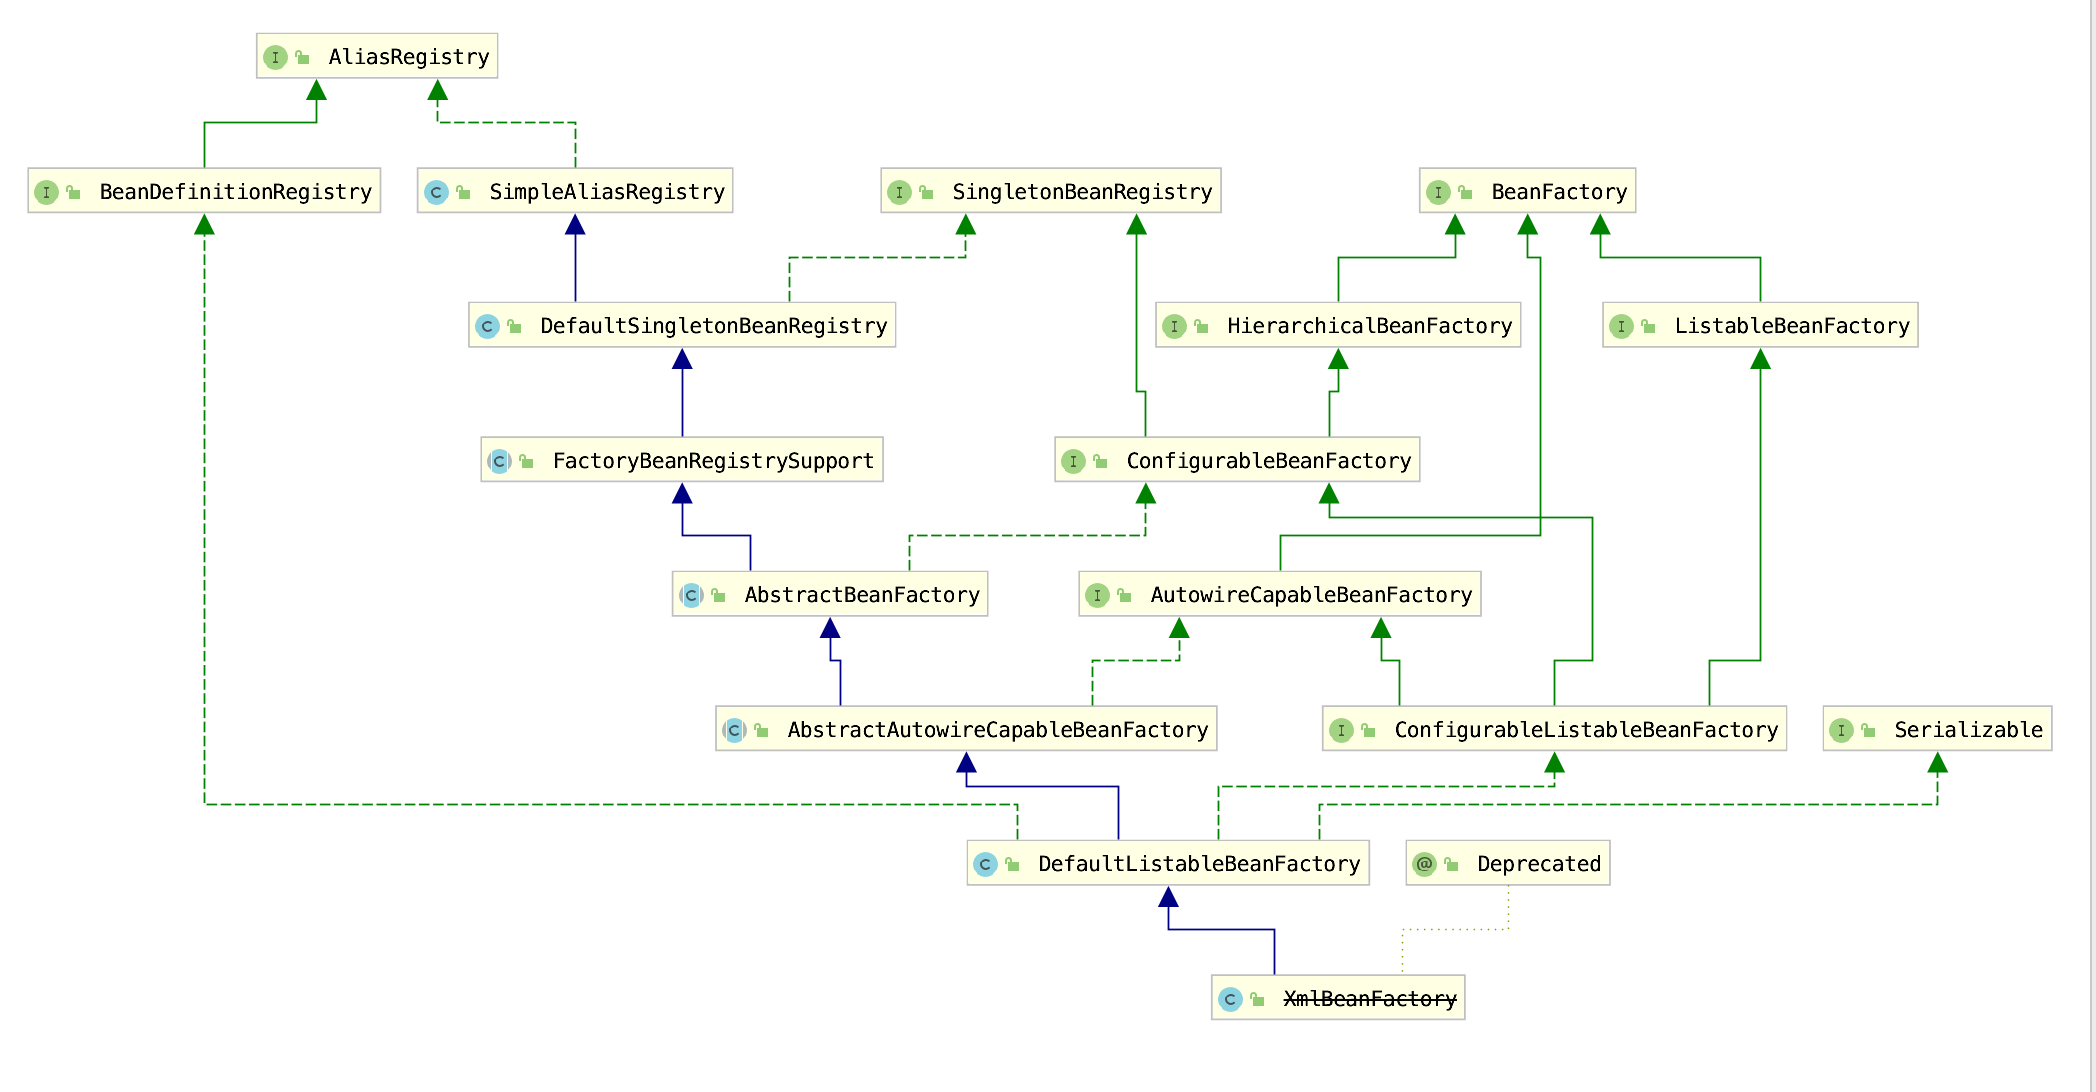 I AliasRegistry
I BeanDefinitionRegistry
C SimpleAliasRegistry
I SingletonBeanRegistry
I BeanFactory
C DefaultSingletonBeanRegistry
I HierarchicalBeanFactory
I ListableBeanFactory
C FactoryBeanRegistrySupport
I ConfigurableBeanFactory
C AbstractBeanFactory
I AutowireCapableBeanFactory
C AbstractAutowireCapableBeanFactory
I ConfigurableListableBeanFactory
I Serializable
C DefaultListableBeanFactory
@ Deprecated
C XmlBeanFactory